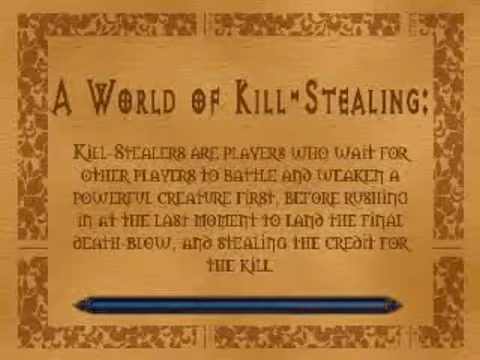 A World of Kill-Stealing:
Kill-Stealers are players who wait for
other players to battle and weaken a
powerful creature first, before rushing
in at the last moment to land the final
death-blow, and stealing the credit for
the kill.